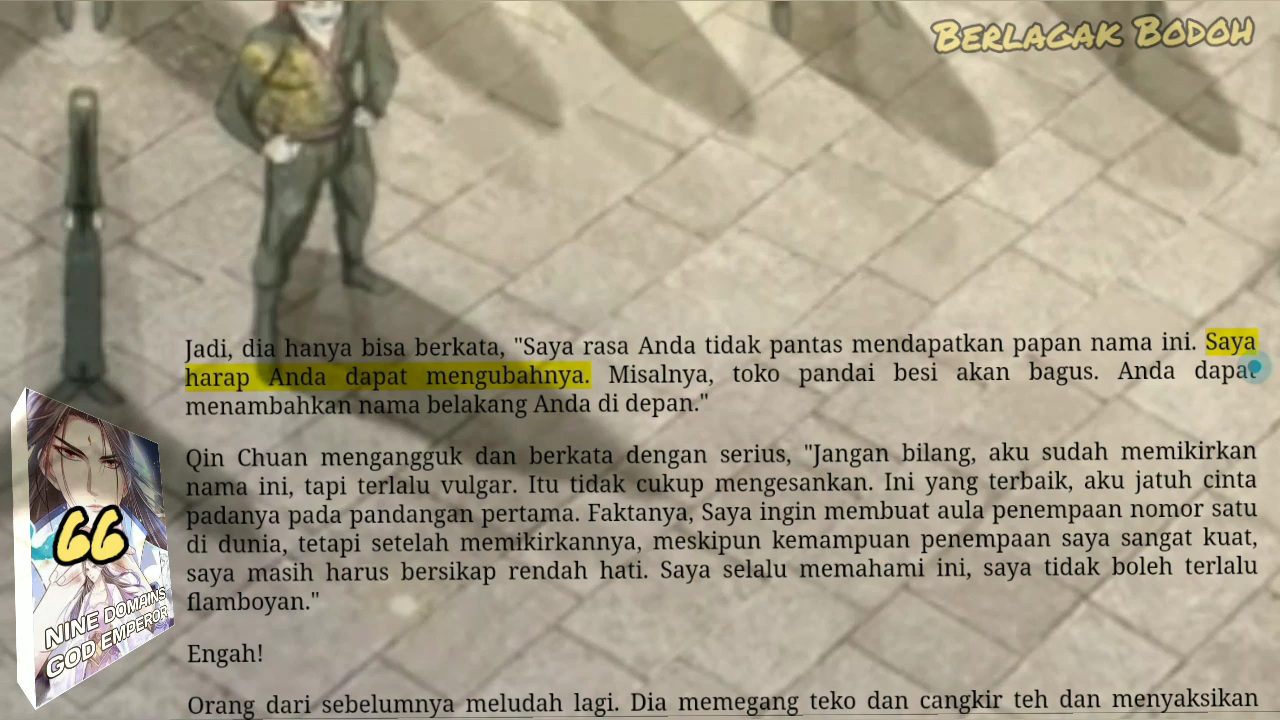 Berlagak Bodoh
Jadi, dia hanya bisa berkata, "Saya rasa Anda tidak pantas mendapatkan papan nama ini. Saya
harap Anda dapat mengubahnya. Misalnya, toko pandai besi akan bagus. Anda dapat
menambahkan nama belakang Anda di depan."
Qin Chuan mengangguk dan berkata dengan serius, "Jangan bilang, aku sudah memikirkan
nama ini, tapi terlalu vulgar. Itu tidak cukup mengesankan. Ini yang terbaik, aku jatuh cinta
padanya pada pandangan pertama. Faktanya, Saya ingin membuat aula penempaan nomor satu
di dunia, tetapi setelah memikirkannya, meskipun kemampuan penempaan saya sangat kuat,
saya masih harus bersikap rendah hati. Saya selalu memahami ini, saya tidak boleh terlalu
flamboyan."
Engah!
Orang dari sebelumnya meludah lagi. Dia memegang teko dan cangkir teh dan menyaksikan
66
NINE DOMAINS
GOD EMPEROR